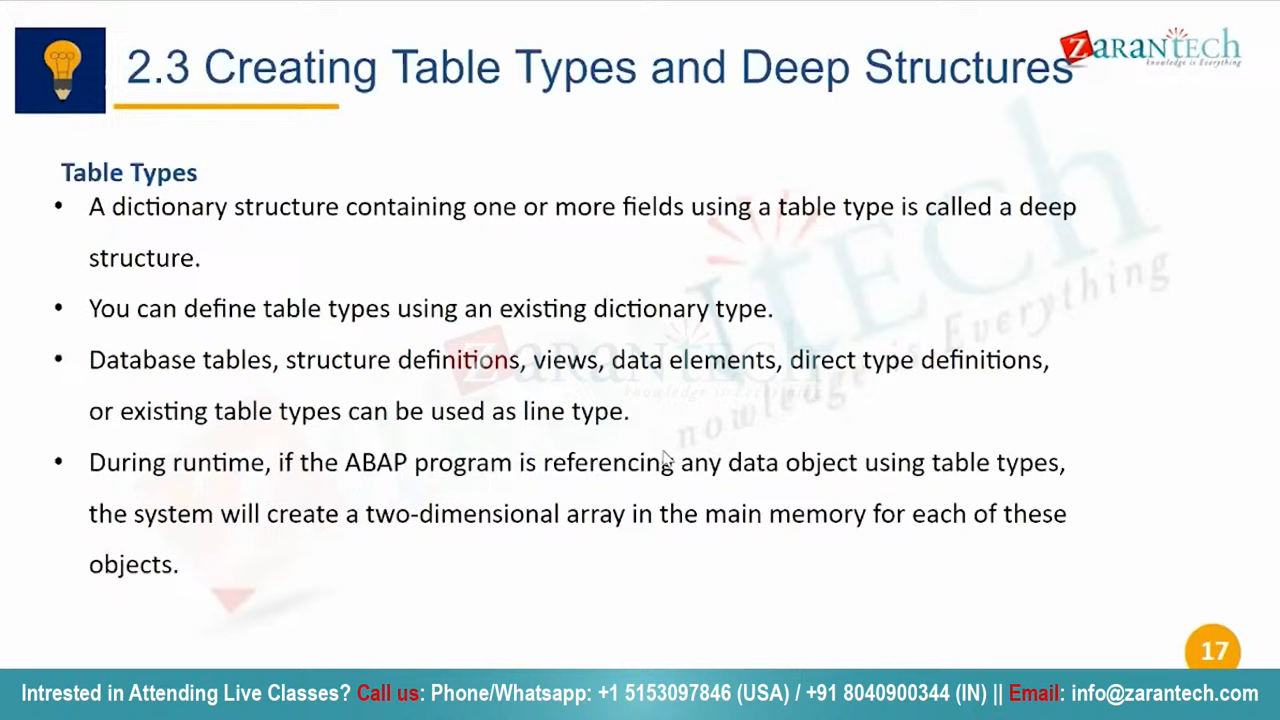 2.3 Creating Table Types and Deep Structures
ZARANTECH
knowledge is Everything
Table Types
• A dictionary structure containing one or more fields using a table type is called a deep
structure.
• You can define table types using an existing dictionary type.
• Database tables, structure definitions, views, data elements, direct type definitions,
or existing table types can be used as line type.
• During runtime, if the ABAP program is referencing any data object using table types,
the system will create a two-dimensional array in the main memory for each of these
objects.
17
Intrested in Attending Live Classes? Call us: Phone/Whatsapp: +1 5153097846 (USA) / +91 8040900344 (IN) || Email: info@zarantech.com